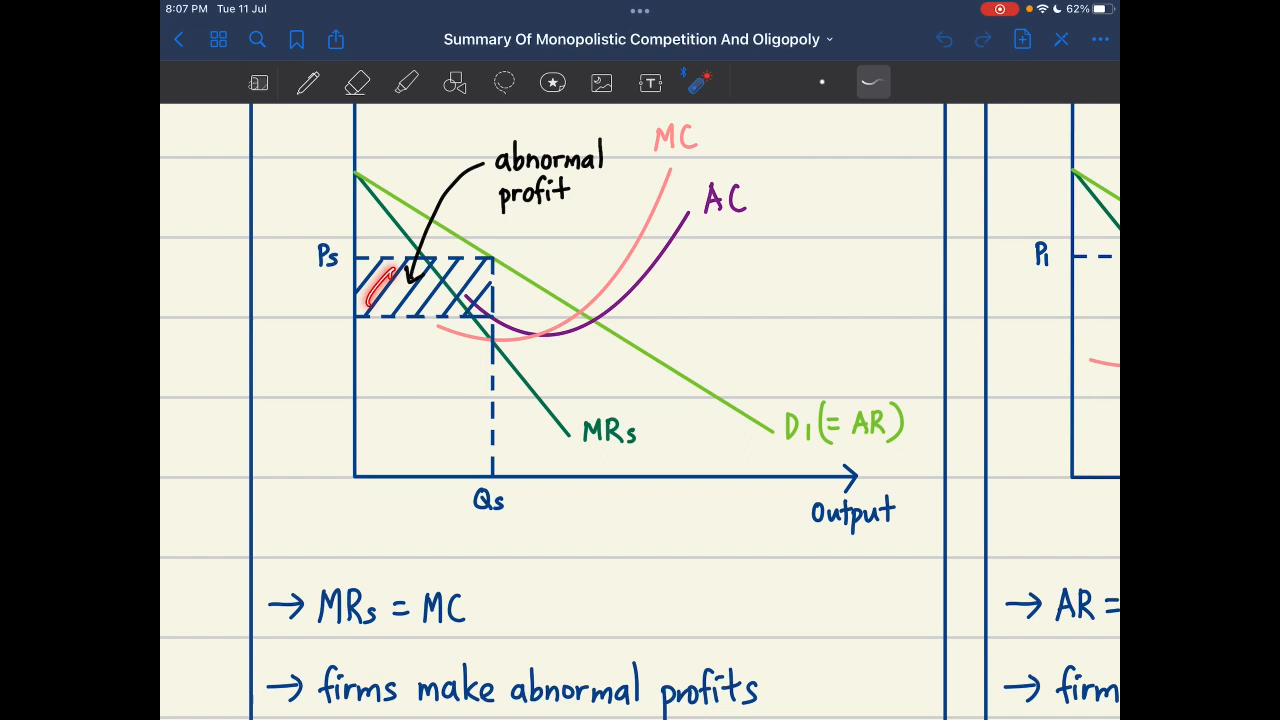 8:07 PM Tue 11 Jul
62%
Summary Of Monopolistic Competition And Oligopoly
T
MC
abnormal
profit
AC
Ps
P1
MRs
D1(= AR)
Qs
Output
→ MRs = MC
→ AR =
→ firms make abnormal profits
→ firm